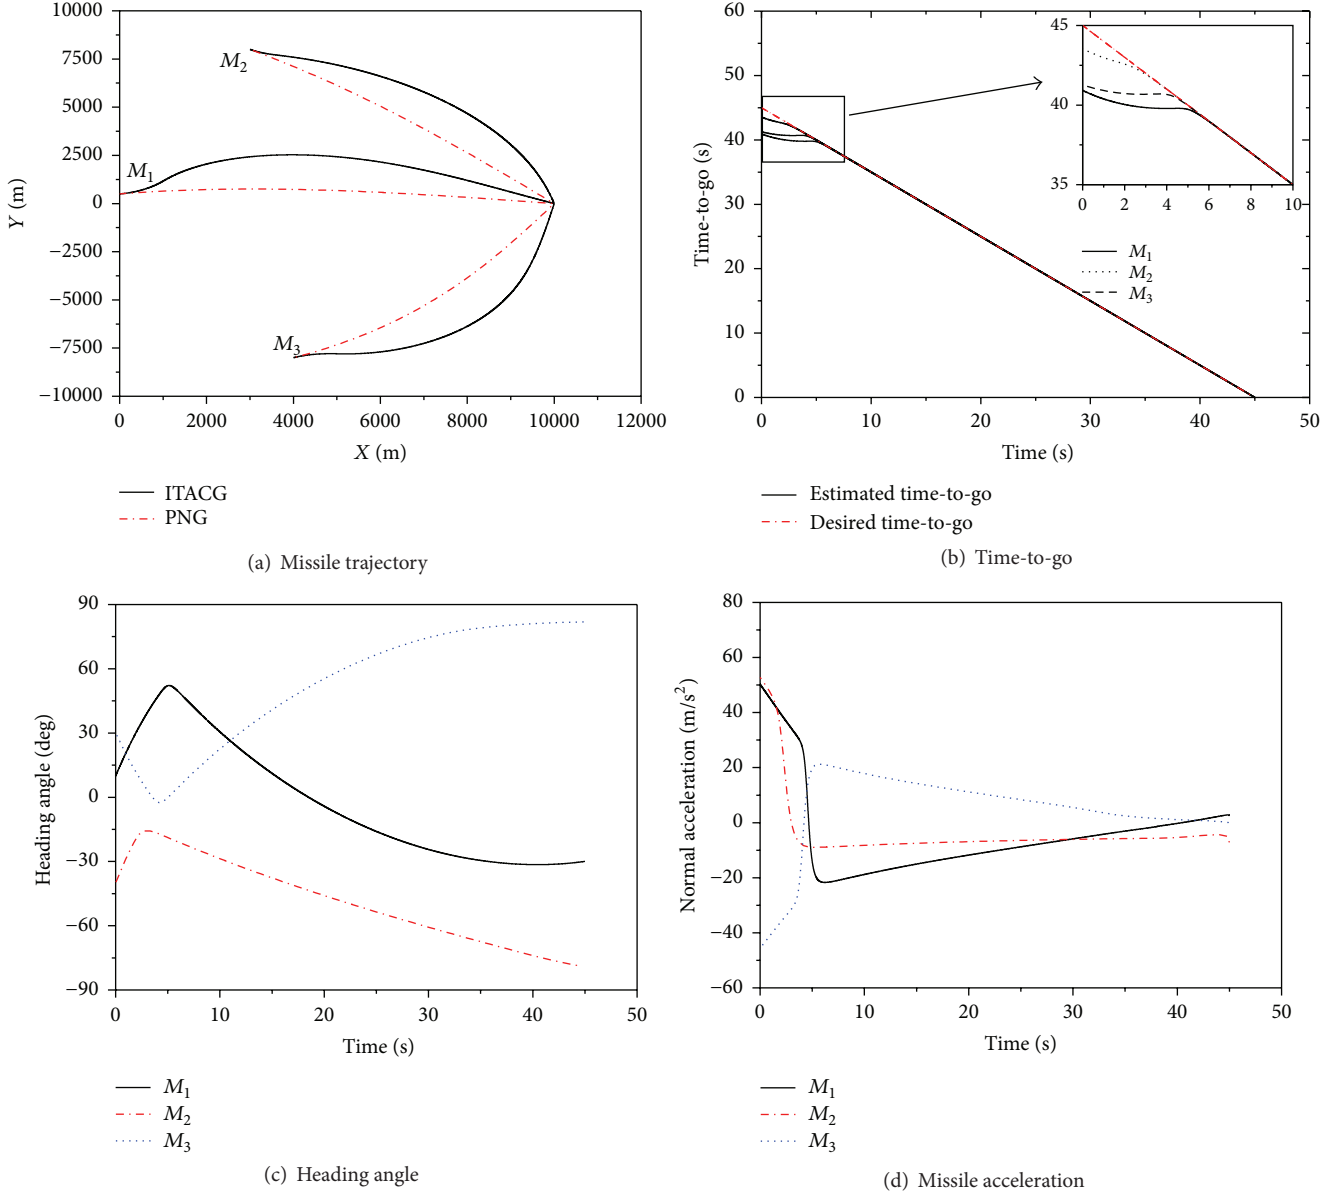 10000
7500
5000
2500
0
−2500
−5000
−7500
−10000
Y (m)
M2
M1
M3
0 2000 4000 6000 8000 10000 12000
X (m)
ITACG
PNG
(a) Missile trajectory
60
50
40
30
20
10
0
Time-to-go (s)
45
40
35
0 2 4 6 8 10
M1
M2
M3
0 10 20 30 40 50
Time (s)
Estimated time-to-go
Desired time-to-go
(b) Time-to-go
90
60
30
0
−30
−60
−90
Heading angle (deg)
0 10 20 30 40 50
Time (s)
M1
M2
M3
(c) Heading angle
80
60
40
20
0
−20
−40
−60
Normal acceleration (m/s²)
0 10 20 30 40 50
Time (s)
M1
M2
M3
(d) Missile acceleration